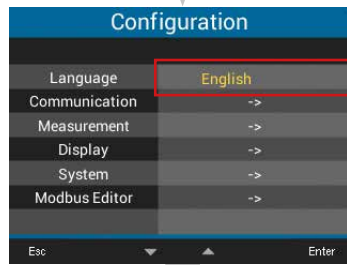 Configuration
Language English
Communication ->
Measurement ->
Display ->
System ->
Modbus Editor ->
Esc Enter